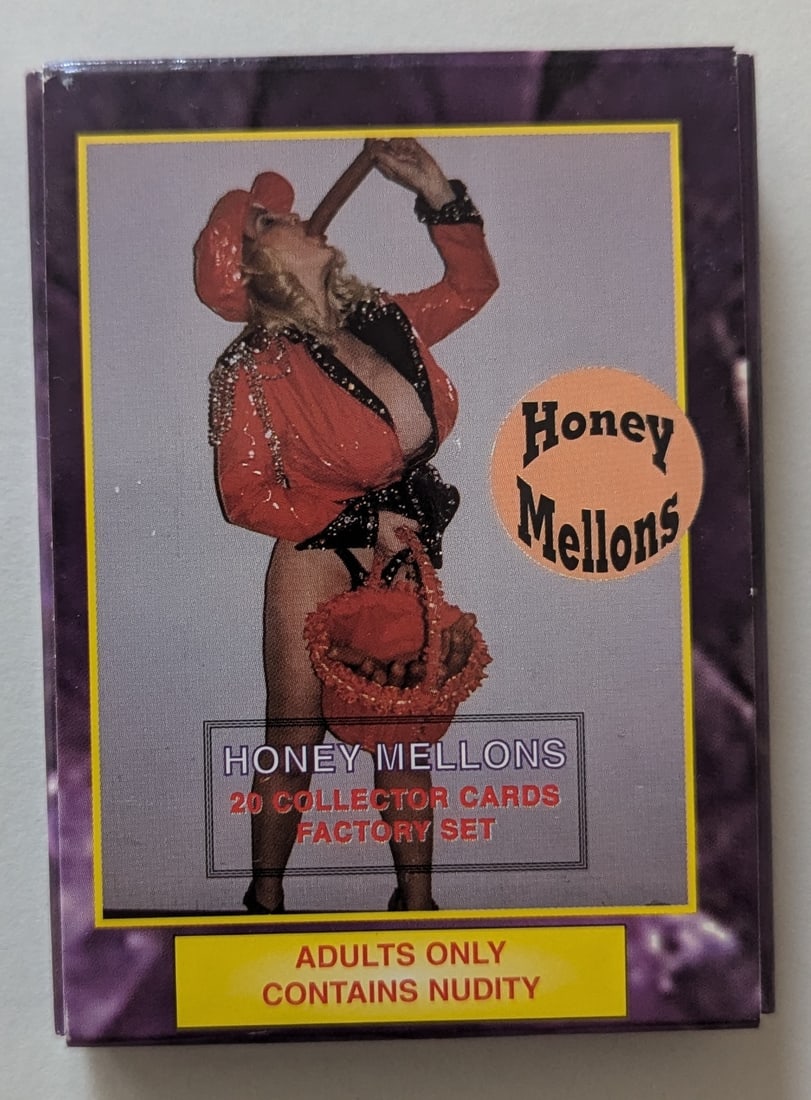 Honey
Mellons
HONEY MELLONS
20 COLLECTOR CARDS
FACTORY SET
ADULTS ONLY
CONTAINS NUDITY